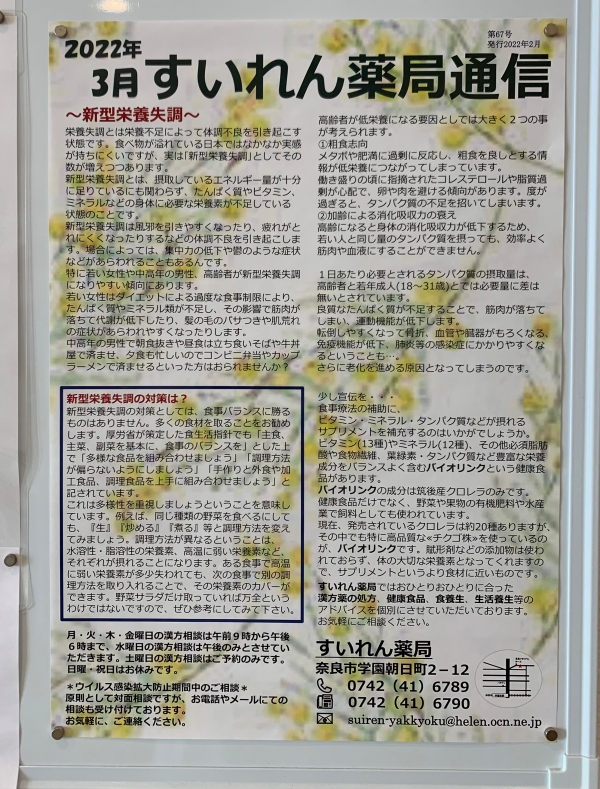 2022年
3月 すいれん薬局通信
第67号
発行2022年2月
～新型栄養失調～
栄養失調とは栄養不足によって体調不良を引き起こす
状態です。食べ物が溢れている日本ではなかなか実感
が持ちにくいですが、実は「新型栄養失調」としてその
数が増えつつあります。
新型栄養失調とは、摂取しているエネルギー量が十分
に足りているにも関わらず、たんぱく質やビタミン、
ミネラルなどの身体に必要な栄養素が不足している
状態のことです。
新型栄養失調では風邪を引きやすくなったり、疲れがと
れにくくなったりするなどの体調不良を引き起こしま
す。場合によっては、集中力の低下や鬱のような症状
などがあらわれることもあるんです。
特に若い女性や中高年の男性、高齢者が新型栄養失調
になりやすい傾向にあります。
若い女性はダイエットによる過度な食事制限により、
たんぱく質やミネラル類が不足し、その影響で筋肉が
落ちて代謝が低下したり、髪の毛のパサつきや肌荒れ
の症状があらわれやすくなったりします。
中高年の男性で朝食抜きや昼食は立ち食いそばや牛丼
屋で済ませ、夕食も忙しいのでコンビニ弁当やカップ
ラーメンで済ませるといった方はおられませんか？
新型栄養失調の対策は？
新型栄養失調の対策としては、食事バランスに勝る
ものはありません。多くの食材を取ることをお勧め
します。厚労省が策定した食生活指針でも「主食、
主菜、副菜を基本に、食事のバランスを」とした上
で「多様な食品を組み合わせましょう」「調理方法
が偏らないようにしましょう」「手作りと外食や加
工食品、調理食品を上手に組み合わせましょう」と
記されています。
これは多様性を重視しましょうということを意味し
ています。例えば、同じ種類の野菜を食べるにして
も、『生』『炒める』『煮る』等と調理方法を変え
てみましょう。調理方法が異なるということは、
水溶性・脂溶性の栄養素、高温に弱い栄養素など、
それぞれが摂れることになります。ある食事で高温
に弱い栄養素が多少失われても、次の食事で別の調
理方法を取り入れることで、その栄養素のカバーが
できます。野菜サラダだけ取っていれば万全という
わけではないですので、ぜひ参考にしてみて下さい。
月・火・木・金曜日の漢方相談は午前９時から午後
６時まで、水曜日の漢方相談は午後のみとさせてい
ただきます。土曜日の漢方相談はご予約のみです。
日曜・祝日はお休みです。
＊ウイルス感染拡大防止期間中のご相談＊
原則として対面相談ですが、お電話やメールにての
相談も受け付けております。
お気軽に、ご連絡ください。
高齢者が低栄養になる要因としては大きく２つの事
が考えられます。
①粗食志向
メタボや肥満に過剰に反応し、粗食を良しとする情
報が低栄養につながってしまっています。
働き盛りの頃に指摘されたコレステロールや脂質過
剰が心配で、卵や肉を避ける傾向があります。度が
過ぎると、タンパク質の不足を招いてしまいます。
②加齢による消化吸収力の衰え
高齢になると身体の消化吸収力が低下するため、
若い人と同じ量のタンパク質を摂っても、効率よく
筋肉や血液にすることができません。
１日あたり必要とされるタンパク質の摂取量は、
高齢者と若年成人(18～31歳)とでは必要量に差は
無いとされています。
良質なたんぱく質が不足することで、筋肉が落ちて
しまい、運動機能が低下します。
転倒しやすくなって骨折、血管や臓器がもろくなる、
免疫機能が低下、肺炎等の感染症にかかりやすくな
るということも…。
さらに老化を進める原因となってしまうのです。
少し宣伝を・・・
食事療法の補助に、
ビタミン・ミネラル・タンパク質などが摂れる
サプリメントを補充するのはいかがでしょうか。
ビタミン(13種)やミネラル(12種)、その他必須脂肪
酸や食物繊維、葉緑素・タンパク質など豊富な栄養
成分をバランスよく含むバイオリンクという健康食
品があります。
バイオリンクの成分は筑後産クロレラのみです。
健康食品だけでなく、野菜や果物の有機肥料や水産
業で飼料としても使われています。
現在、発売されているクロレラは約20種ありますが、
その中でも特に高品質な≪チクゴ株≫を使っているの
が、バイオリンクです。賦形剤などの添加物は使わ
れておらず、体の大切な栄養素となってくれますの
で、サプリメントというより食材に近いものです。
すいれん薬局ではおひとりおひとりに合った
漢方薬の処方、健康食品、食養生、生活養生等の
アドバイスを個別にさせていただいております。
お気軽にご相談ください。
すいれん薬局
奈良市学園朝日町２－１２
0742（41）6789
0742（41）6790
suiren-yakkyoku@helen.ocn.ne.jp